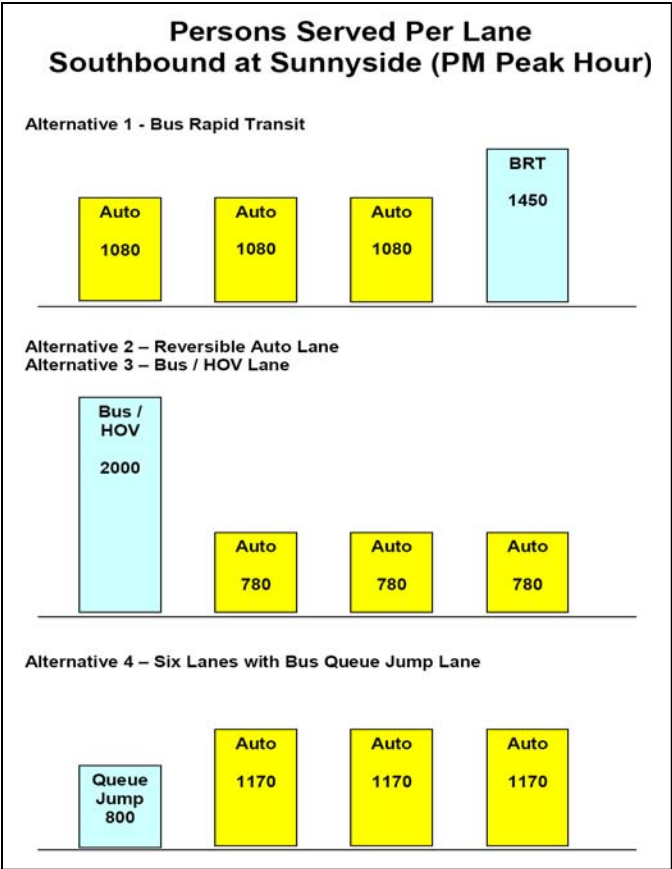 Persons Served Per Lane
Southbound at Sunnyside (PM Peak Hour)
Alternative 1 - Bus Rapid Transit
Auto
1080
Auto
1080
Auto
1080
BRT
1450
Alternative 2 – Reversible Auto Lane
Alternative 3 – Bus / HOV Lane
Bus /
HOV
2000
Auto
780
Auto
780
Auto
780
Alternative 4 – Six Lanes with Bus Queue Jump Lane
Queue
Jump
800
Auto
1170
Auto
1170
Auto
1170